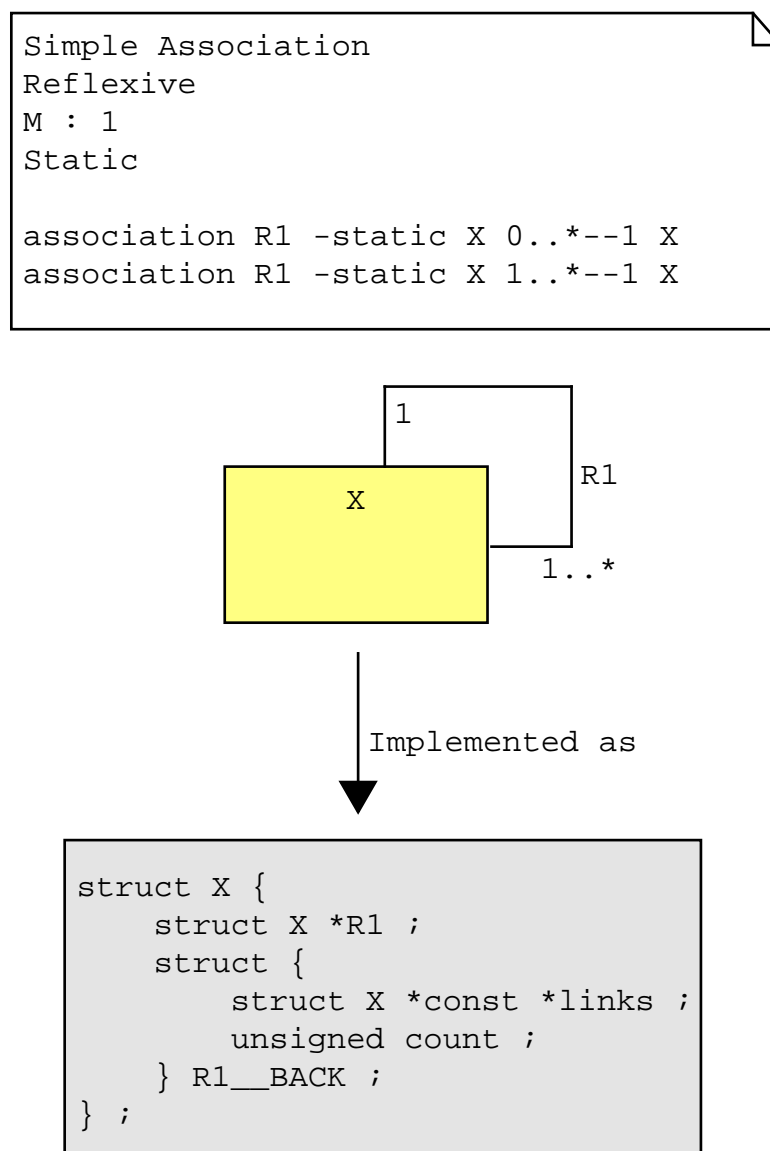 Simple Association
Reflexive
M : 1
Static
association R1 -static X 0..*--1 X
association R1 -static X 1..*--1 X
1
R1
X
1..*
Implemented as
struct X {
    struct X *R1 ;
    struct {
        struct X *const *links ;
        unsigned count ;
    } R1__BACK ;
} ;